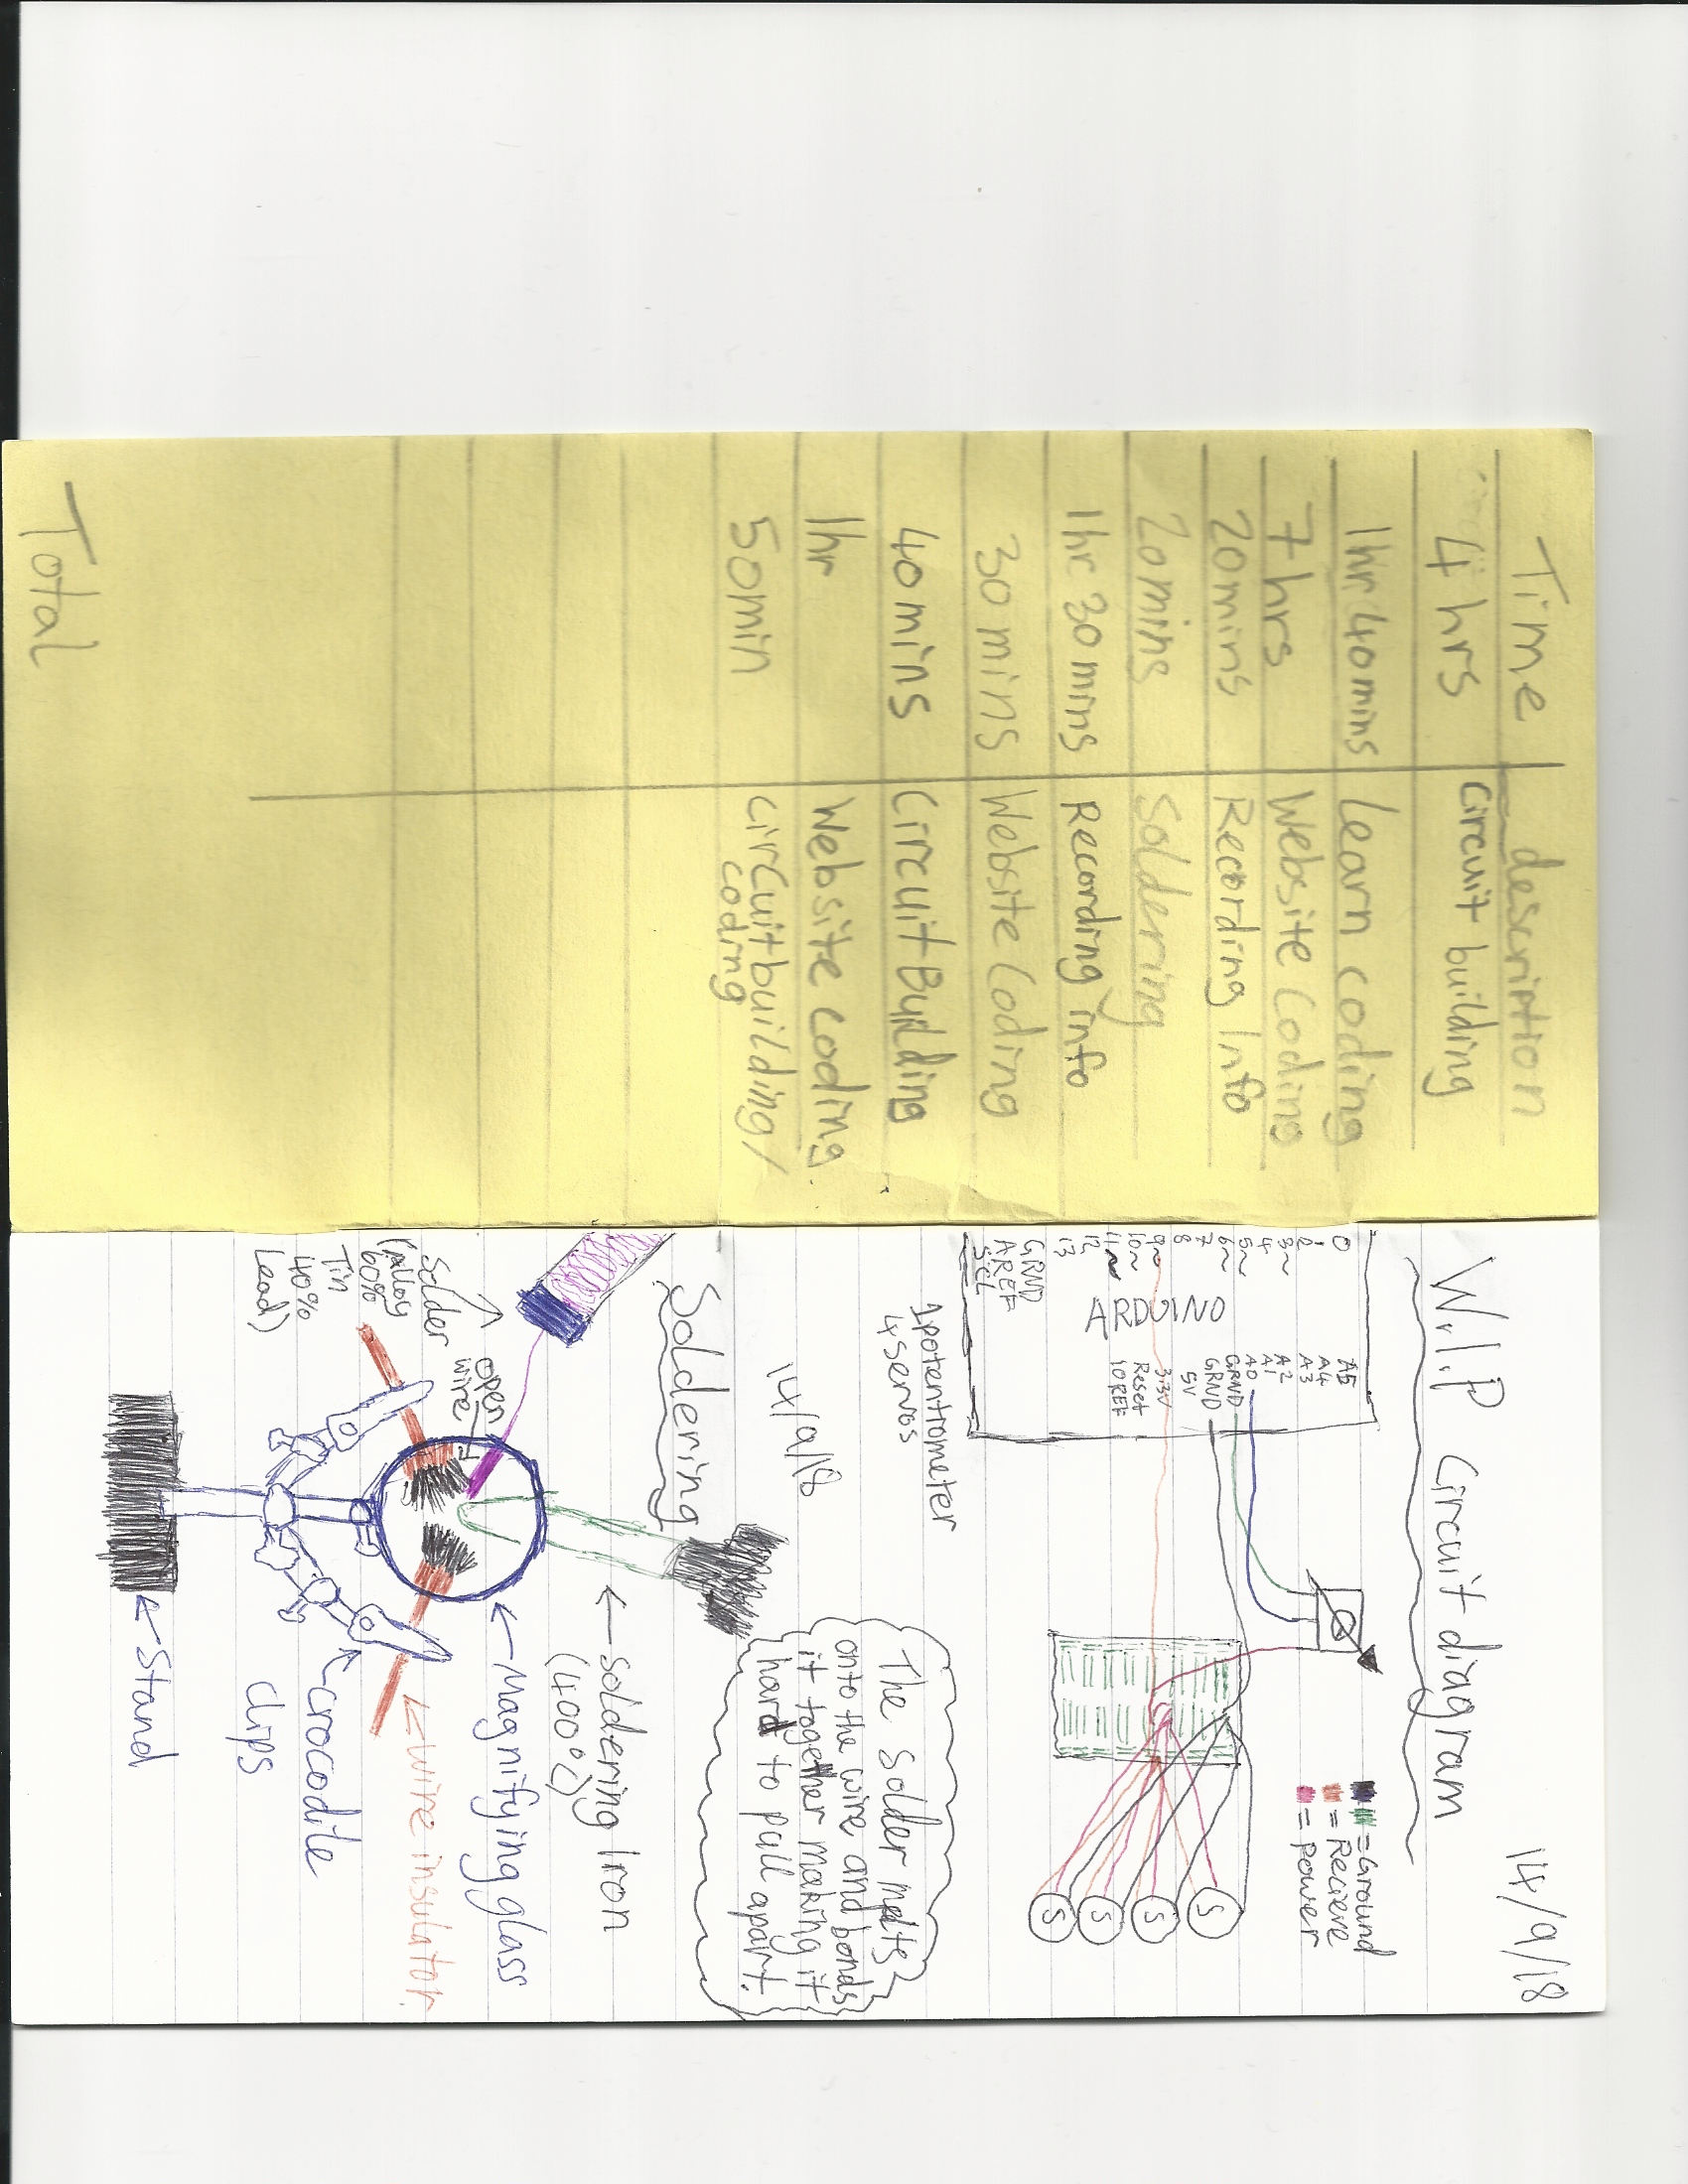 Time description
4 hrs Circuit building
1hr 40mins Learn coding
7 hrs Website Coding
20mins Recording Info
20mins Soldering
1hr 30mins Recording info
30 mins Website Coding
40mins Circuit Building
1hr Website coding
50min Circuit building/
coding
Total
14/9/18
W.I.P Circuit diagram
= Ground
= Recieve
= Power
0
1
2
3~
4
5~
6~
7
8
9~
10~
11~
12
13
GRND
AREF
SCL
ARDUINO
A5
A4
A3
A2
A1
A0
GRND
GRND
5V
3.3V
Reset
IOREF
S
S
S
S
1 potentiometer
4 servos
14/9/18
Soldering
The solder melts
onto the wire and bonds
it together making it
hard to pull apart.
soldering Iron
(400°C)
Magnifying glass
open
wire
Solder
(alloy
60%
Tin
40%
Lead)
wire insulator
crocodile
clips
Stand